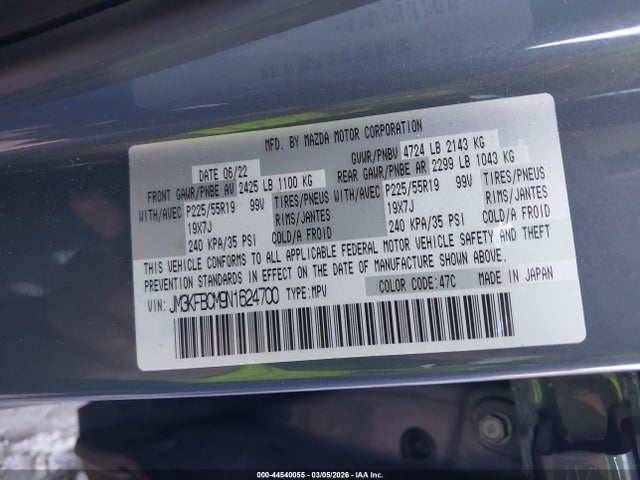 MFD. BY MAZDA MOTOR CORPORATION
DATE 06/22 GVWR/PNBV 4724 LB 2143 KG
FRONT GAWR/PNBE AV 2425 LB 1100 KG REAR GAWR/PNBE AR 2299 LB 1043 KG
WITH/AVEC P225/55R19 99V TIRES/PNEUS WITH/AVEC P225/55R19 99V TIRES/PNEUS
19X7J RIMS/JANTES 19X7J RIMS/JANTES
240 KPA/35 PSI COLD/A FROID 240 KPA/35 PSI COLD/A FROID
THIS VEHICLE CONFORMS TO ALL APPLICABLE FEDERAL MOTOR VEHICLE SAFETY AND THEFT
PREVENTION STANDARDS IN EFFECT ON THE DATE OF MANUFACTURE SHOWN ABOVE.
VIN: JM3KFBCM9N1624700 TYPE: MPV COLOR CODE: 47C MADE IN JAPAN
000-44540055 - 03/05/2026 - IAA Inc.